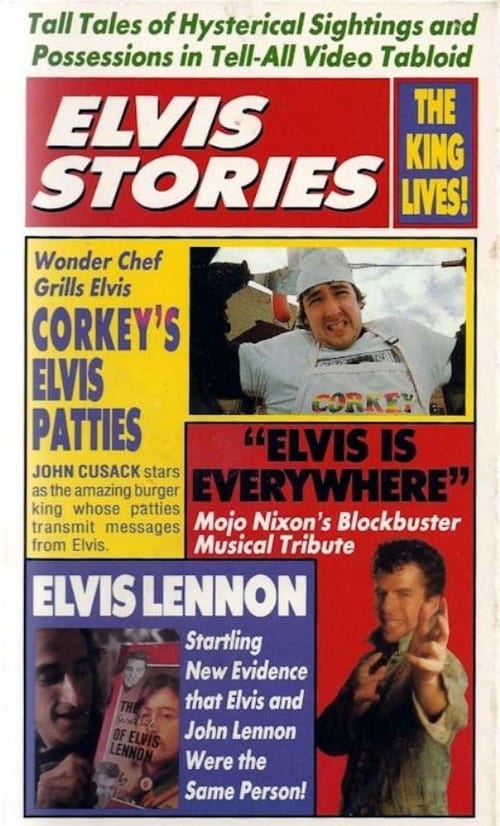 Tall Tales of Hysterical Sightings and
Possessions in Tell-All Video Tabloid
ELVIS
STORIES
THE
KING
LIVES!
Wonder Chef
Grills Elvis
CORKEY'S
ELVIS
PATTIES
JOHN CUSACK stars
as the amazing burger
king whose patties
transmit messages
from Elvis.
CORKEY
"ELVIS IS
EVERYWHERE"
Mojo Nixon's Blockbuster
Musical Tribute
ELVIS LENNON
Startling
New Evidence
that Elvis and
John Lennon
Were the
Same Person!
THE
OF ELVIS
LENNON